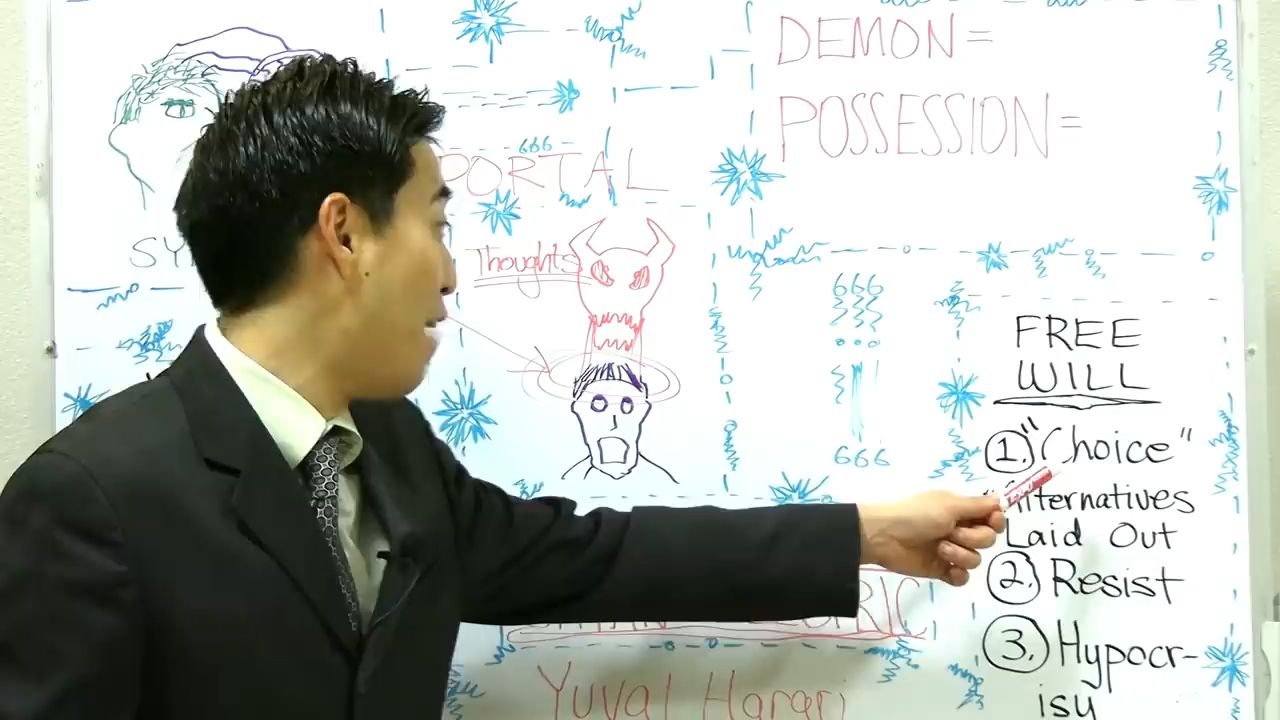 DEMON=
POSSESSION=
666
PORTAL
Thoughts
666
666
FREE
WILL
1. "Choice"
"Alternatives
Laid Out
2. Resist
3. Hypocr-
isy
Yuval Harari